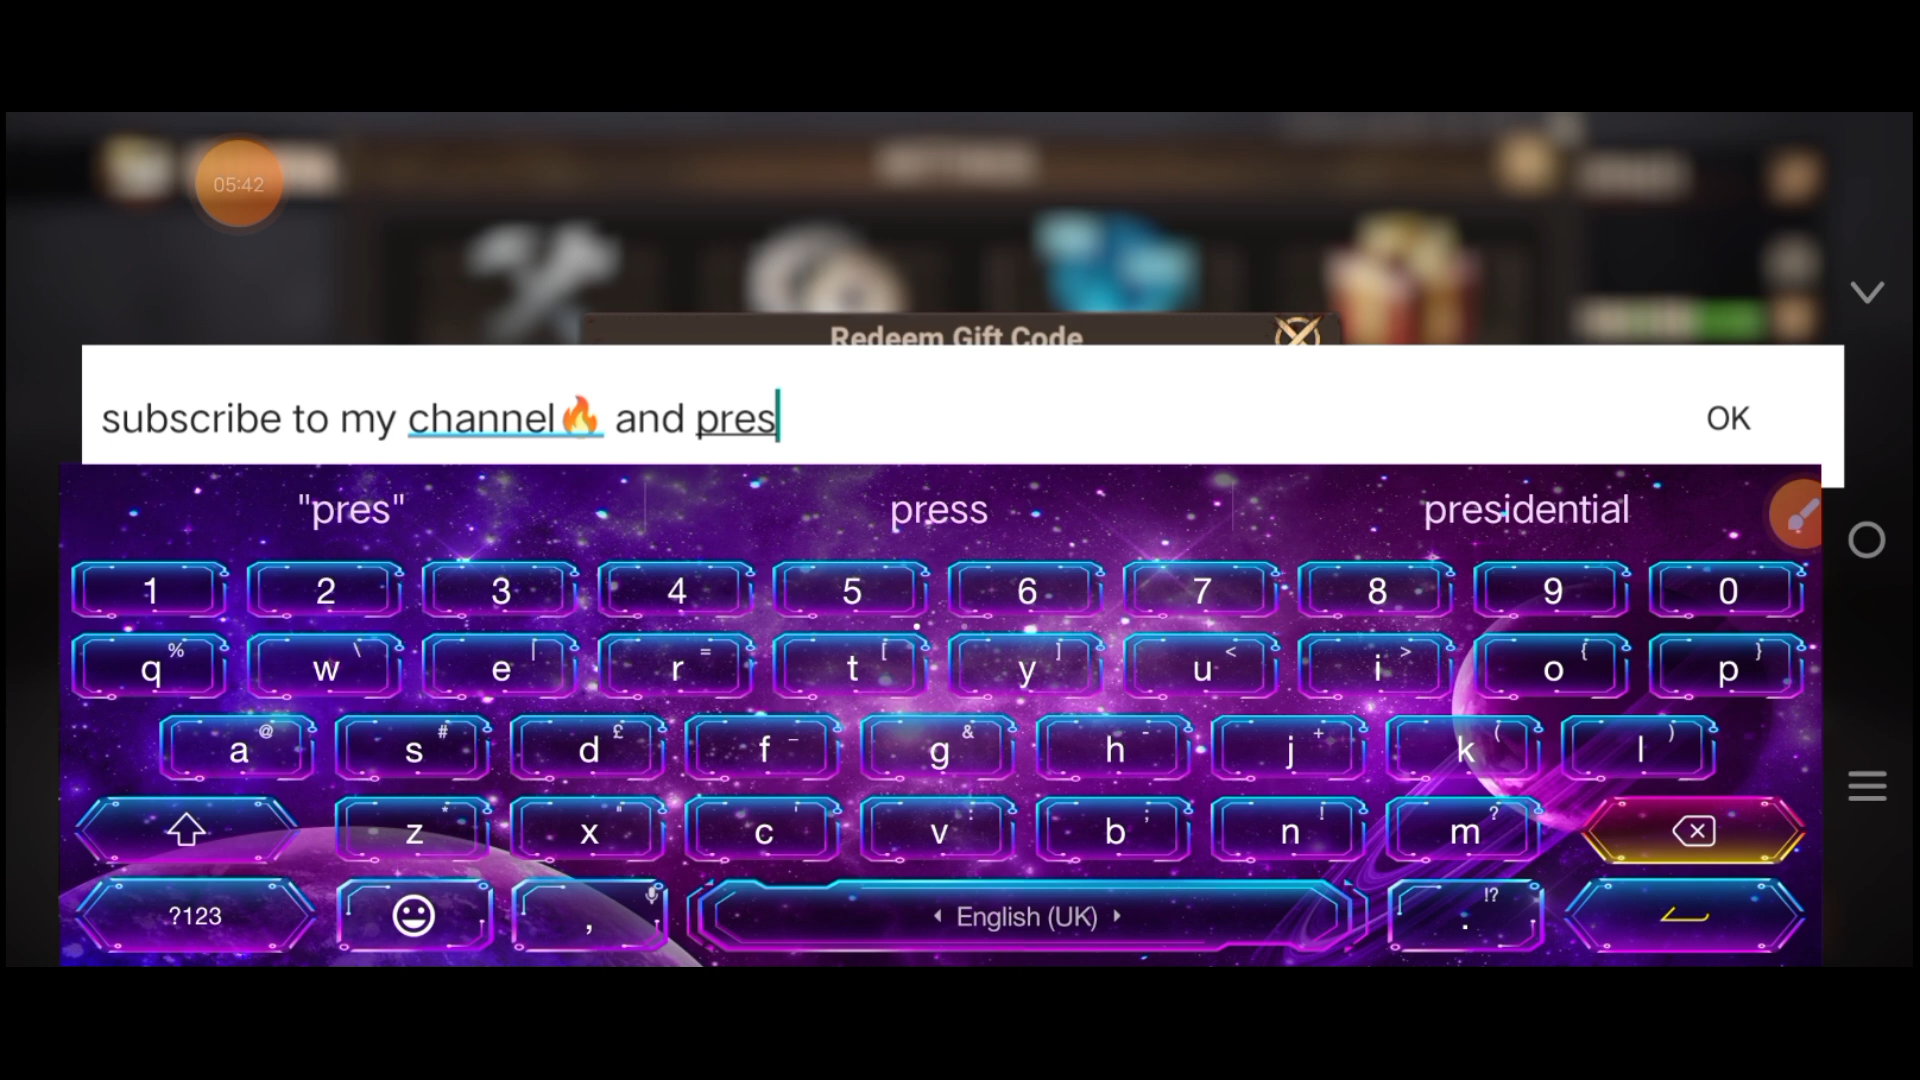 05:42
Redeem Gift Code
subscribe to my channel🔥 and pres
OK
"pres" press presidential
1 2 3 4 5 6 7 8 9 0
% \ | = [ ] < > { }
q w e r t y u i o p
@ # £ _ & - + ( )
a s d f g h j k l
* " ' : ; ! ?
z x c v b n m
?123 , English (UK) . !?